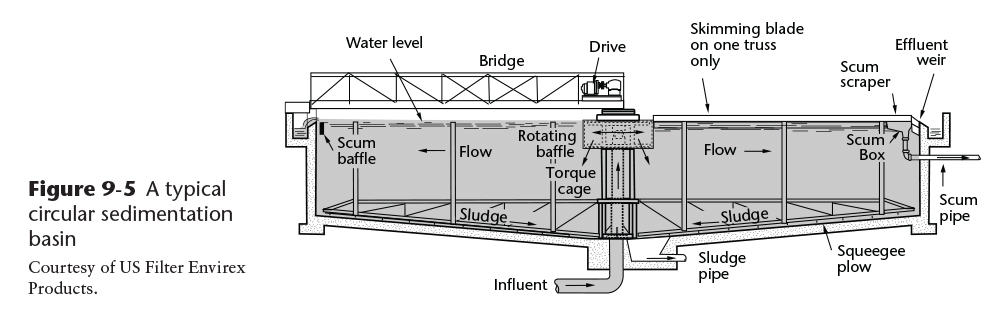 Skimming blade
on one truss
only
Water level
Drive
Effluent
weir
Bridge
Scum
scraper
Scum
baffle
Flow
Rotating
baffle
Flow
Scum
Box
Torque
cage
Figure 9-5 A typical
circular sedimentation
basin
Scum
pipe
Sludge
Sludge
Courtesy of US Filter Envirex
Products.
Influent
Sludge
pipe
Squeegee
plow